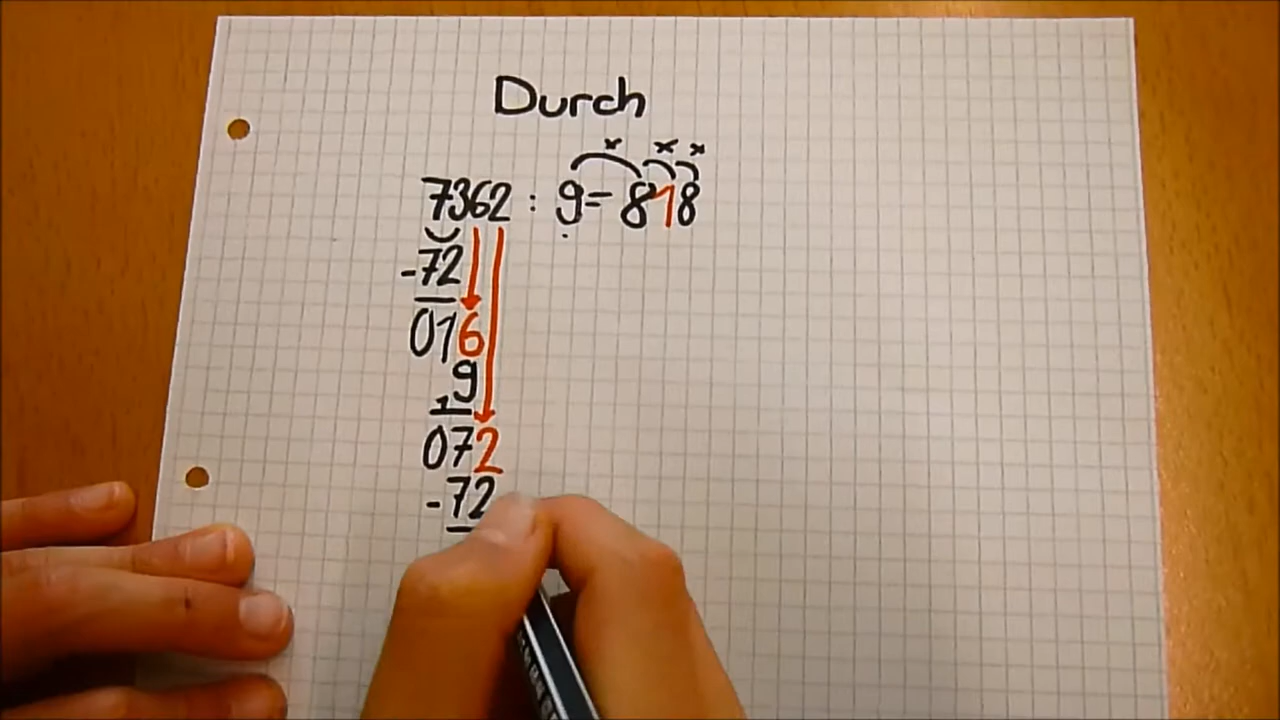 Durch
x x x
7362 : 9 = 818
-72
016
9
1
072
-72